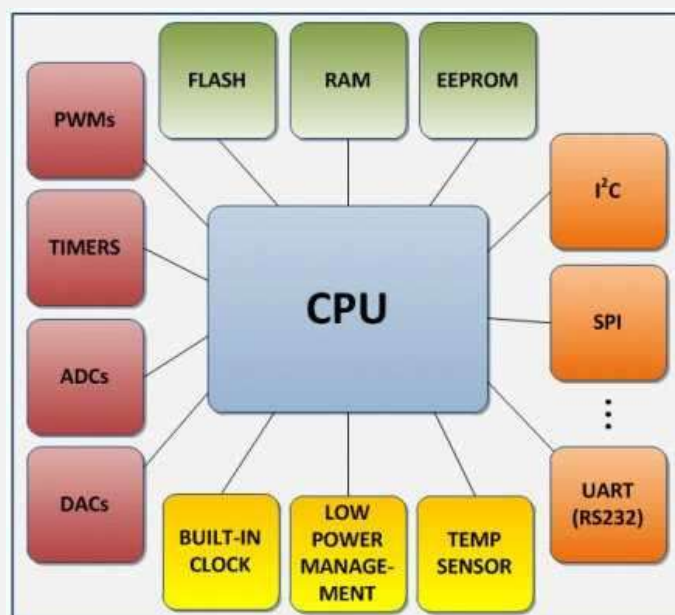 FLASH
RAM
EEPROM
PWMs
TIMERS
ADCs
DACs
CPU
I²C
SPI
UART
(RS232)
BUILT-IN
CLOCK
LOW
POWER
MANAGE-
MENT
TEMP
SENSOR